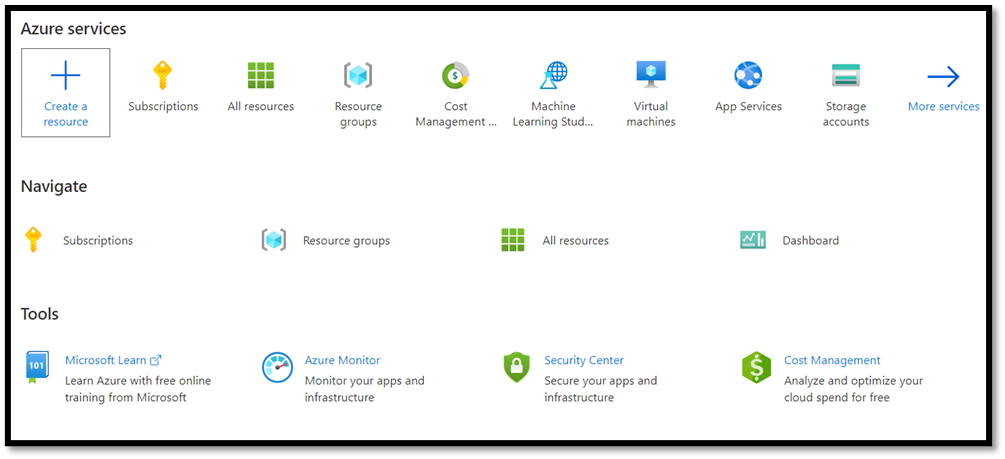 Azure services
Create a resource
Subscriptions
All resources
Resource groups
Cost Management ...
Machine Learning Stud...
Virtual machines
App Services
Storage accounts
More services
Navigate
Subscriptions
Resource groups
All resources
Dashboard
Tools
101
Microsoft Learn
Learn Azure with free online
training from Microsoft
Azure Monitor
Monitor your apps and
infrastructure
Security Center
Secure your apps and
infrastructure
$
Cost Management
Analyze and optimize your
cloud spend for free